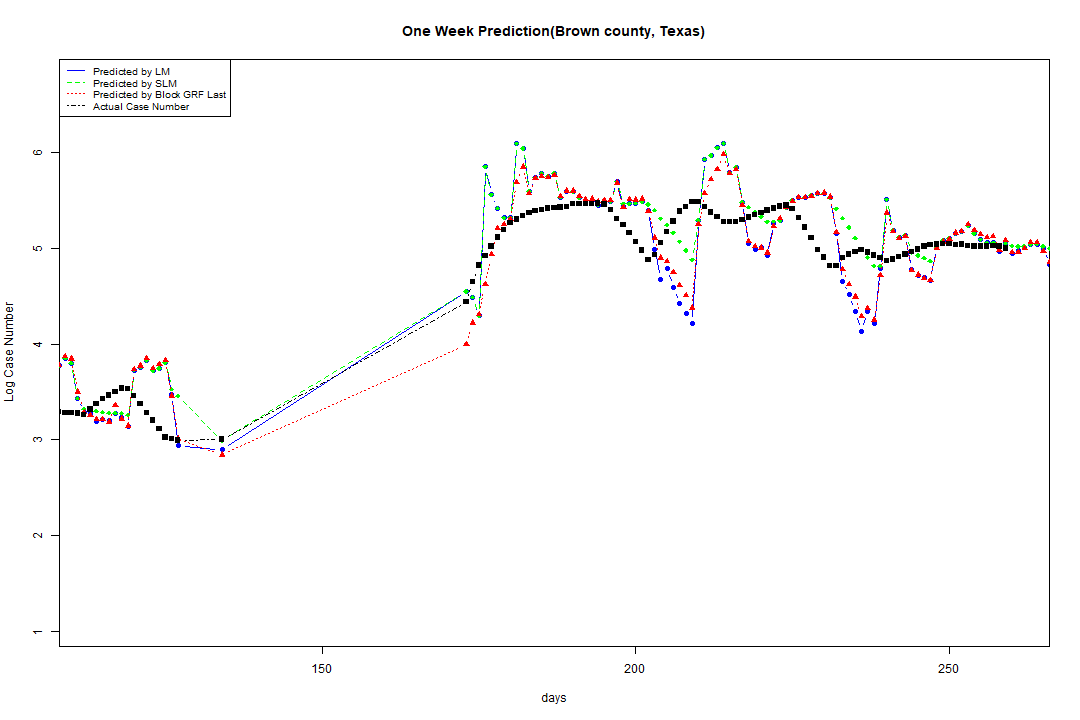 One Week Prediction(Brown county, Texas)
Predicted by LM
Predicted by SLM
Predicted by Block GRF Last
Actual Case Number
Log Case Number
6
5
4
3
2
1
150
200
250
days